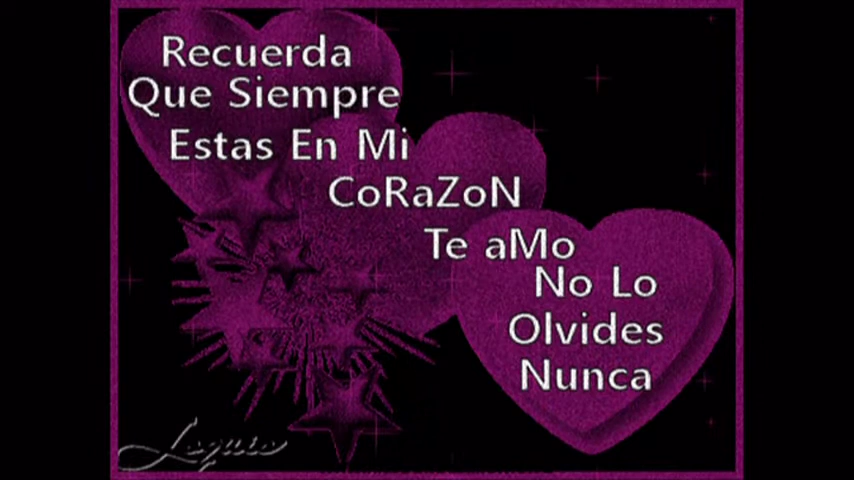 Recuerda
Que Siempre
Estas En Mi
CoRaZoN
Te aMo
No Lo
Olvides
Nunca